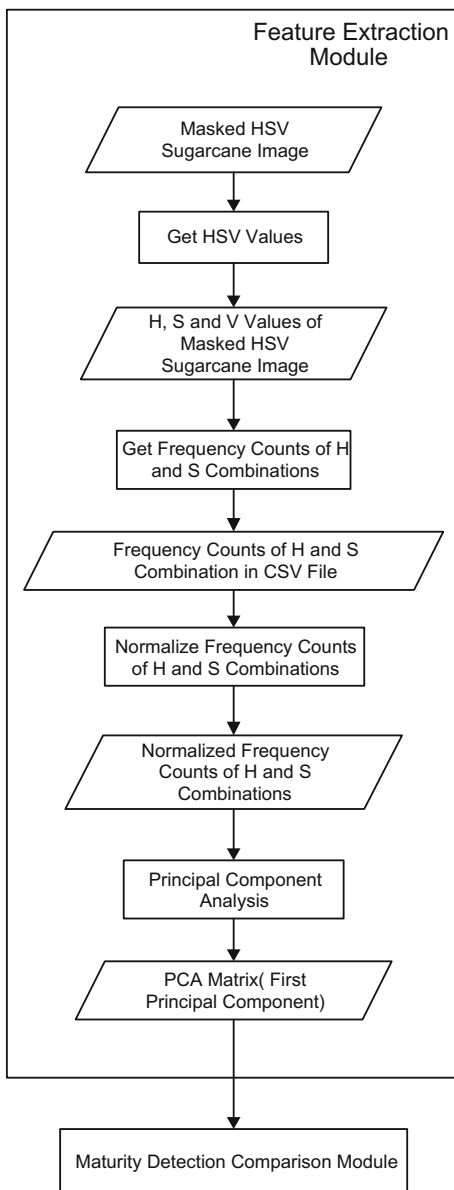 Feature Extraction
Module
Masked HSV
Sugarcane Image
Get HSV Values
H, S and V Values of
Masked HSV
Sugarcane Image
Get Frequency Counts of H
and S Combinations
Frequency Counts of H and S
Combination in CSV File
Normalize Frequency Counts
of H and S Combinations
Normalized Frequency
Counts of H and S
Combinations
Principal Component
Analysis
PCA Matrix( First
Principal Component)
Maturity Detection Comparison Module